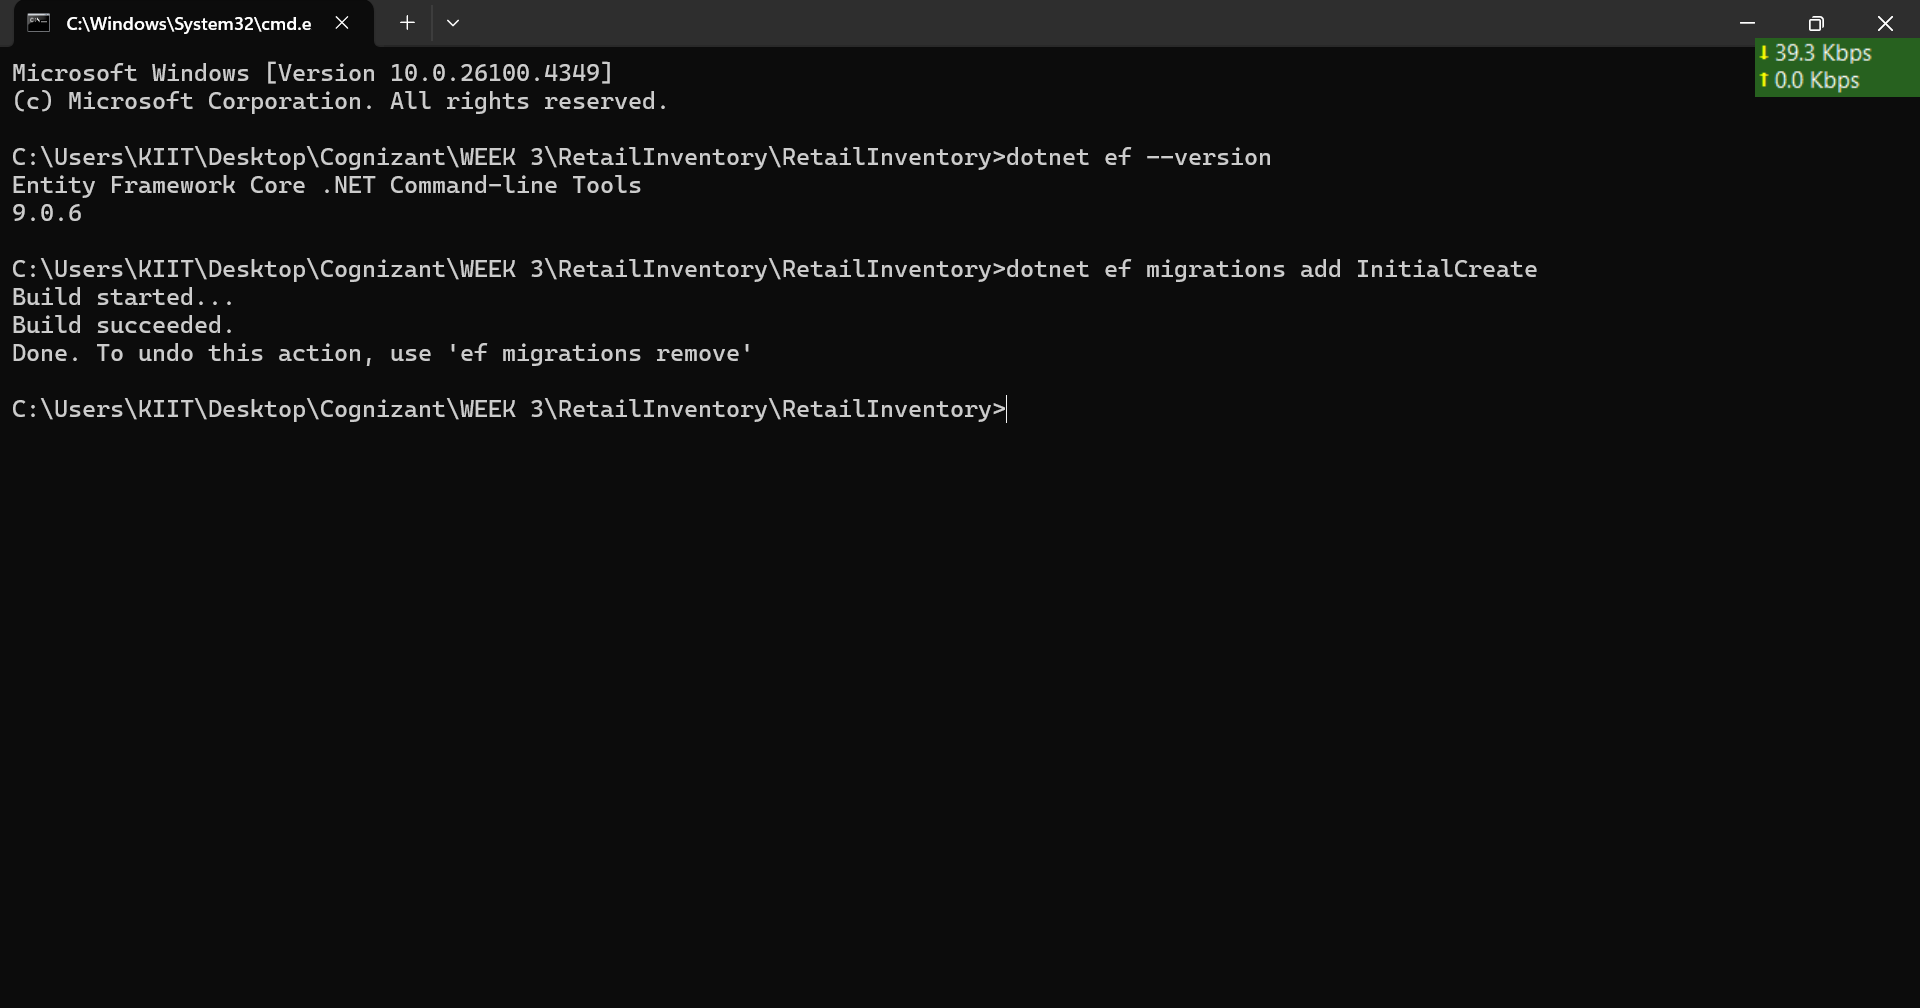 C:\Windows\System32\cmd.e
39.3 Kbps
0.0 Kbps
Microsoft Windows [Version 10.0.26100.4349]
(c) Microsoft Corporation. All rights reserved.
C:\Users\KIIT\Desktop\Cognizant\WEEK 3\RetailInventory\RetailInventory>dotnet ef --version
Entity Framework Core .NET Command-line Tools
9.0.6
C:\Users\KIIT\Desktop\Cognizant\WEEK 3\RetailInventory\RetailInventory>dotnet ef migrations add InitialCreate
Build started...
Build succeeded.
Done. To undo this action, use 'ef migrations remove'
C:\Users\KIIT\Desktop\Cognizant\WEEK 3\RetailInventory\RetailInventory>